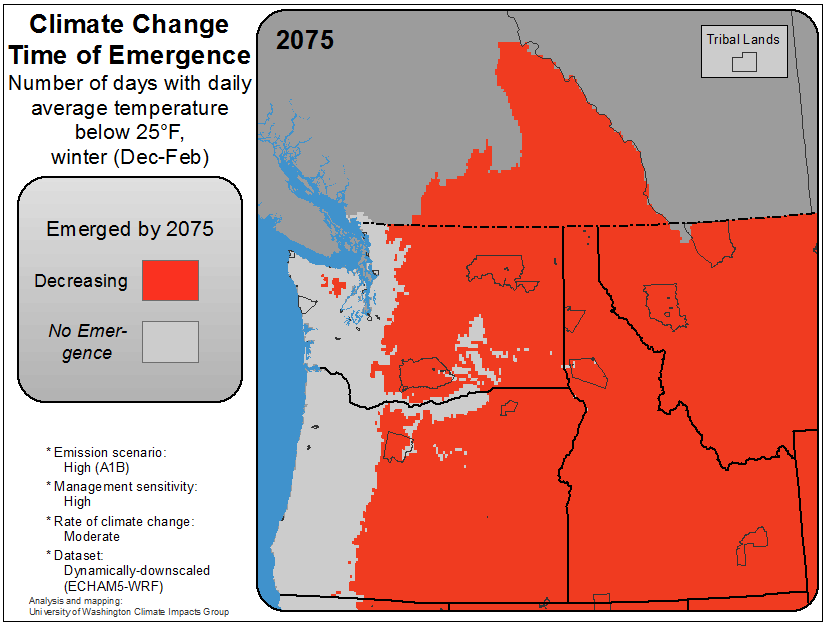 Climate Change
Time of Emergence
Number of days with daily
average temperature
below 25°F,
winter (Dec-Feb)
Emerged by 2075
Decreasing
No Emer-
gence
* Emission scenario:
High (A1B)
* Management sensitivity:
High
* Rate of climate change:
Moderate
* Dataset:
Dynamically-downscaled
(ECHAM5-WRF)
Analysis and mapping:
University of Washington Climate Impacts Group
2075
Tribal Lands